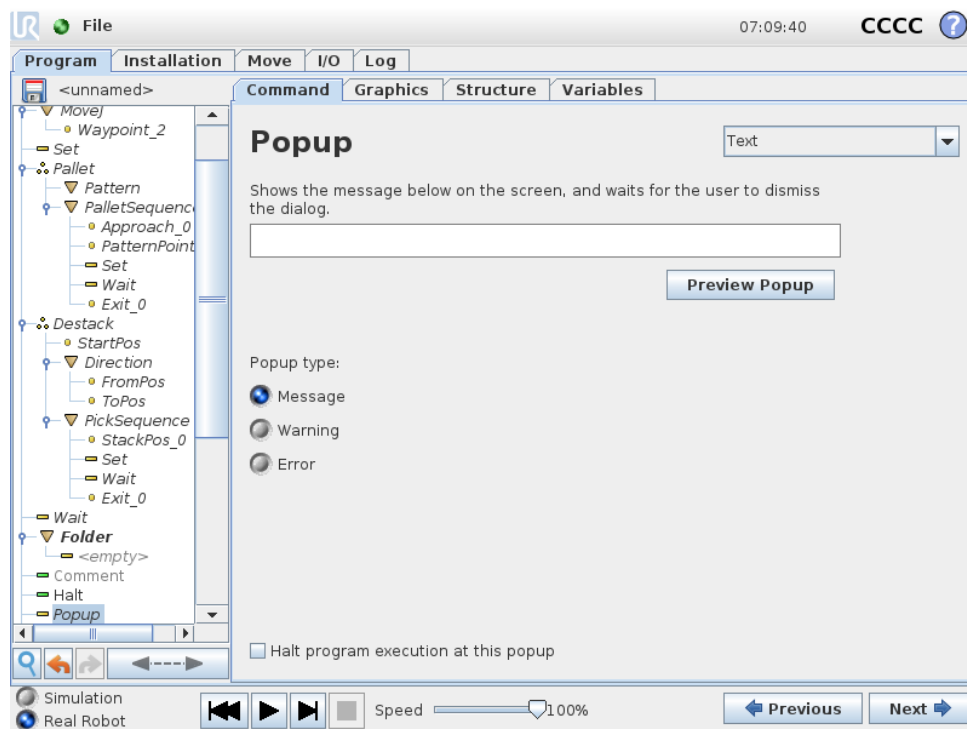 UR File 07:09:40 CCCC ?
Program Installation Move I/O Log
<unnamed> Command Graphics Structure Variables
MoveJ
Waypoint_2
Set
Pallet
Pattern
PalletSequenc
Approach_0
PatternPoint
Set
Wait
Exit_0
Destack
StartPos
Direction
FromPos
ToPos
PickSequence
StackPos_0
Set
Wait
Exit_0
Wait
Folder
<empty>
Comment
Halt
Popup
Popup
Text
Shows the message below on the screen, and waits for the user to dismiss
the dialog.
Preview Popup
Popup type:
Message
Warning
Error
Halt program execution at this popup
Simulation
Real Robot
Speed 100%
Previous Next